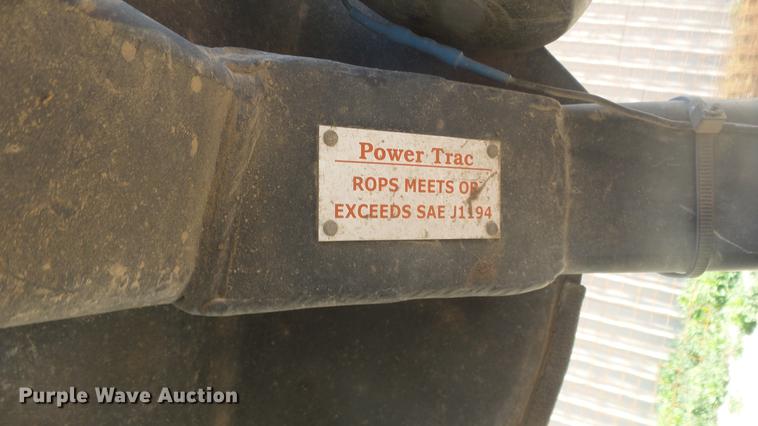 Power Trac
ROPS MEETS OR
EXCEEDS SAE J1194
Purple Wave Auction